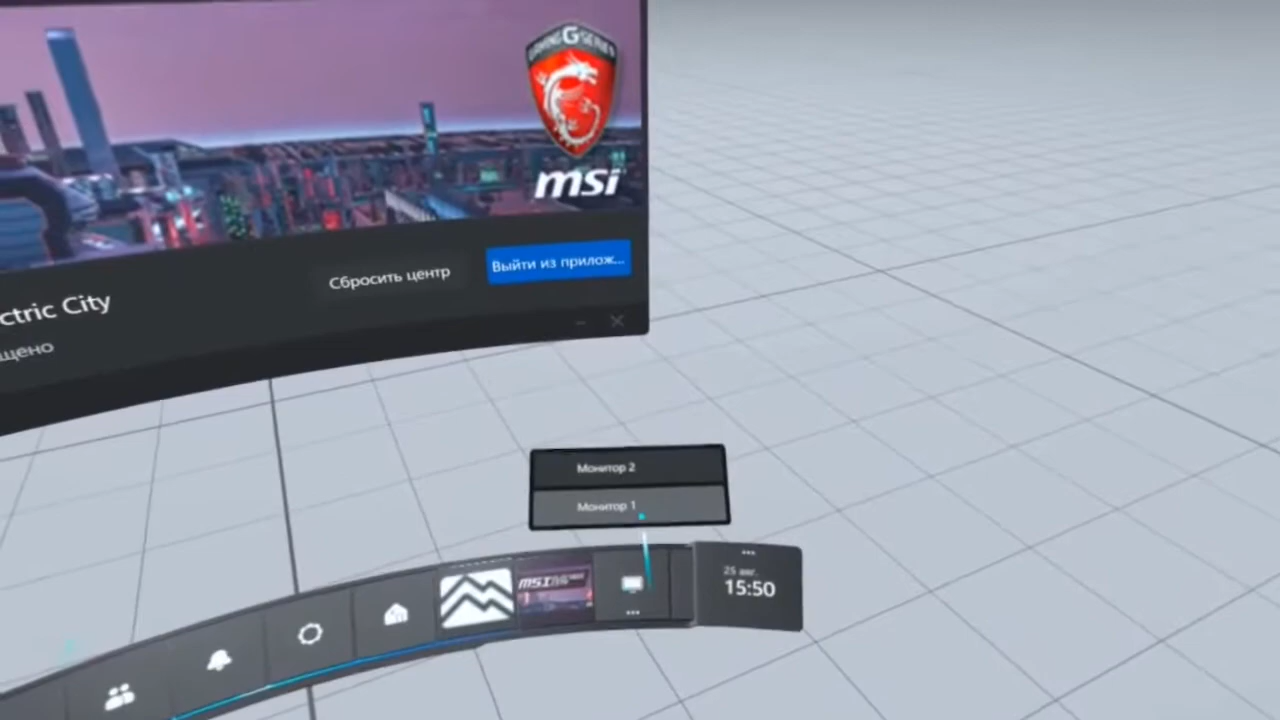 GAMING G SERIES
msi
Сбросить центр
Выйти из прилож...
ctric City
щено
Монитор 2
Монитор 1
MSI
25 авг.
15:50